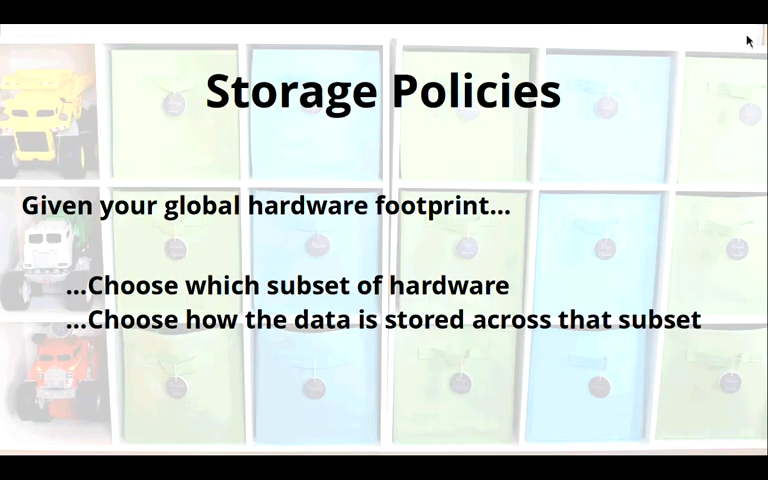 Storage Policies
Given your global hardware footprint...
...Choose which subset of hardware
...Choose how the data is stored across that subset